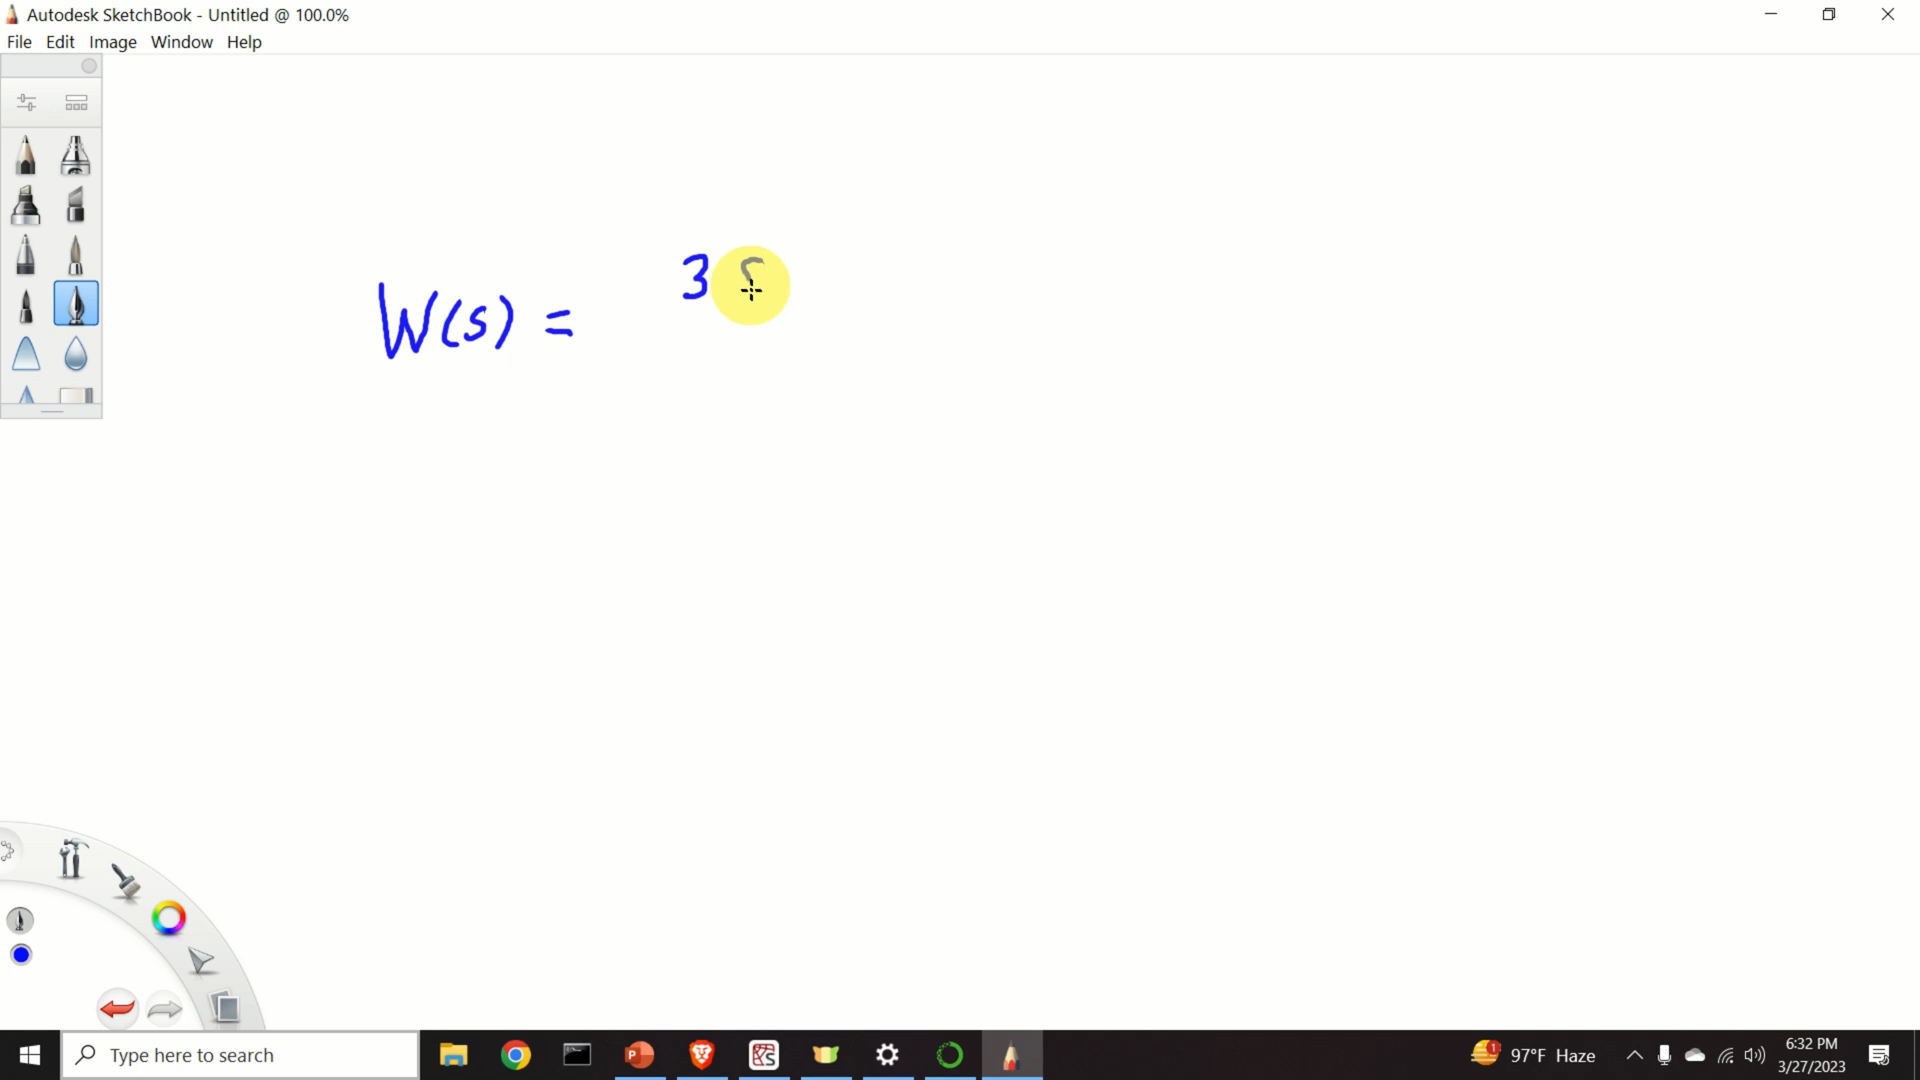 Autodesk SketchBook - Untitled @ 100.0%
File Edit Image Window Help
3
W(s) =
Type here to search
97°F Haze
6:32 PM
3/27/2023